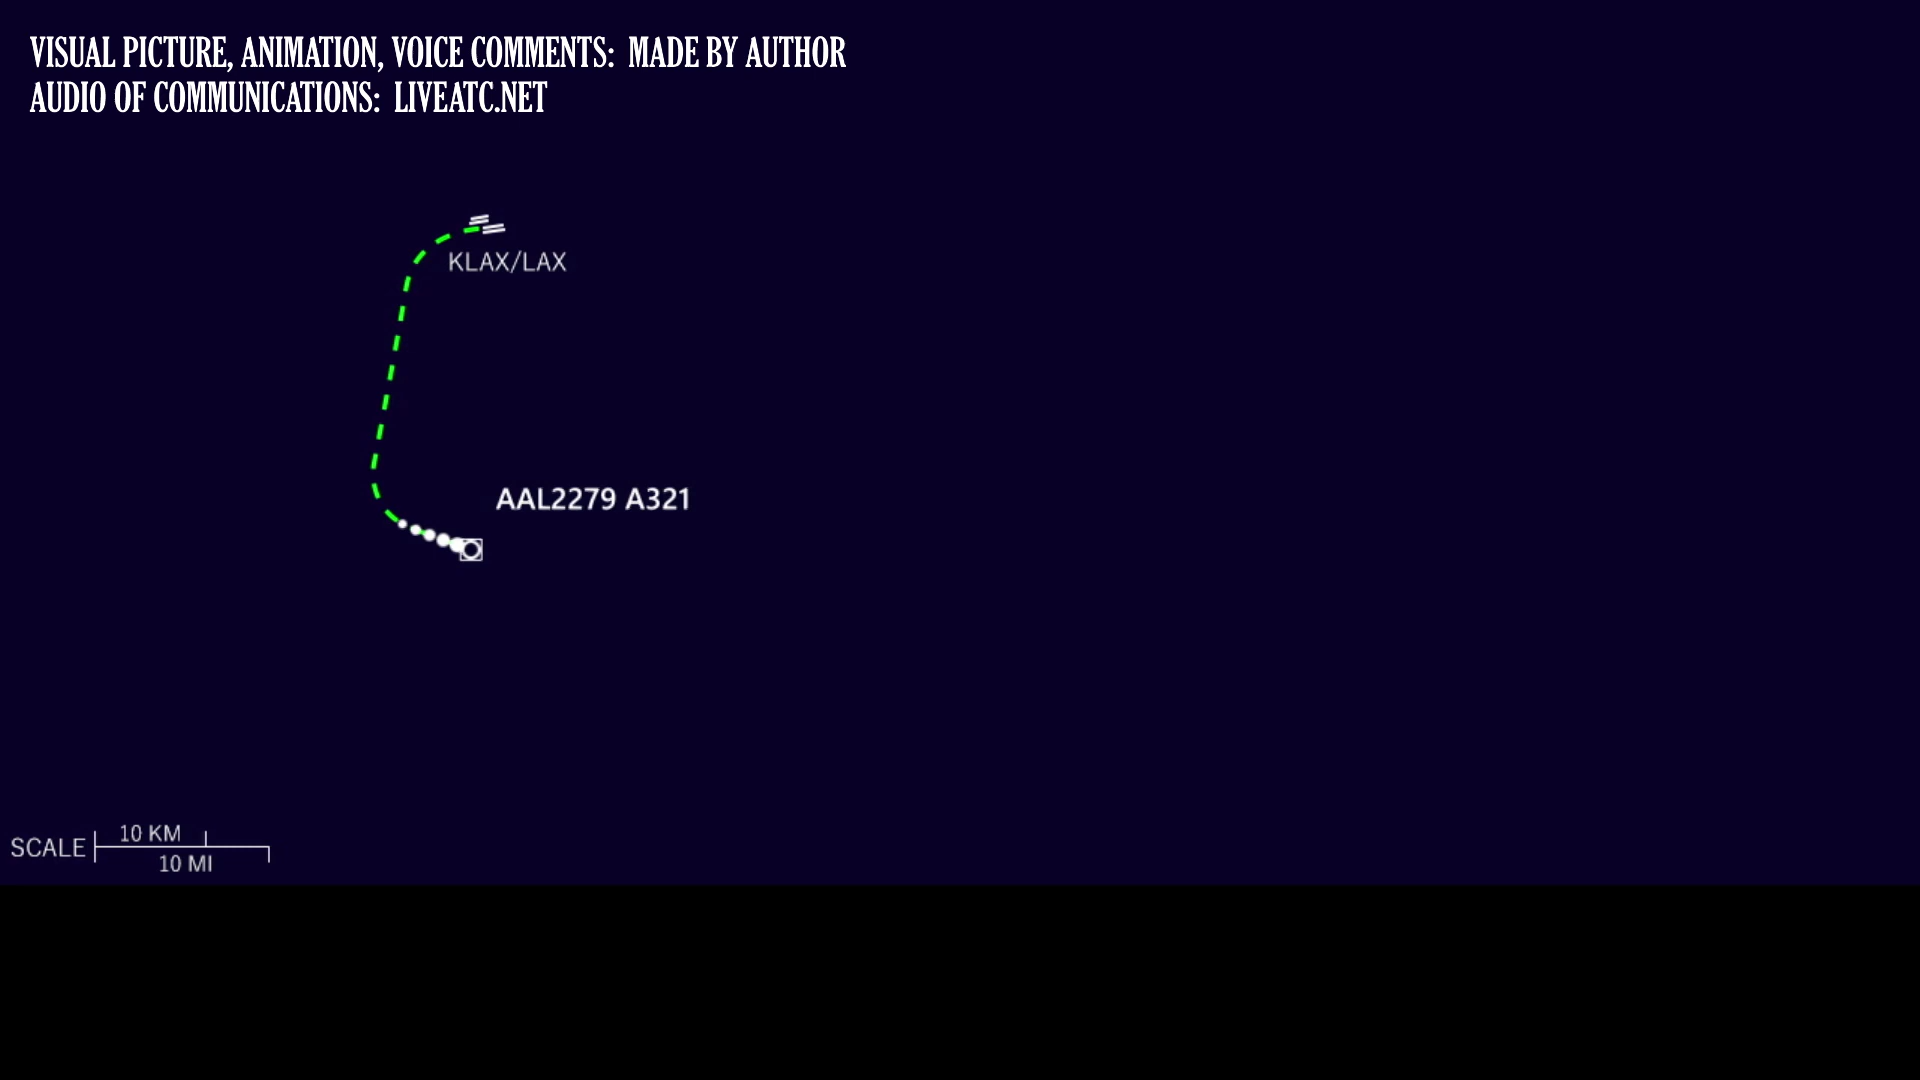 VISUAL PICTURE, ANIMATION, VOICE COMMENTS: MADE BY AUTHOR
AUDIO OF COMMUNICATIONS: LIVEATC.NET
KLAX/LAX
AAL2279 A321
10 KM
SCALE
10 MI